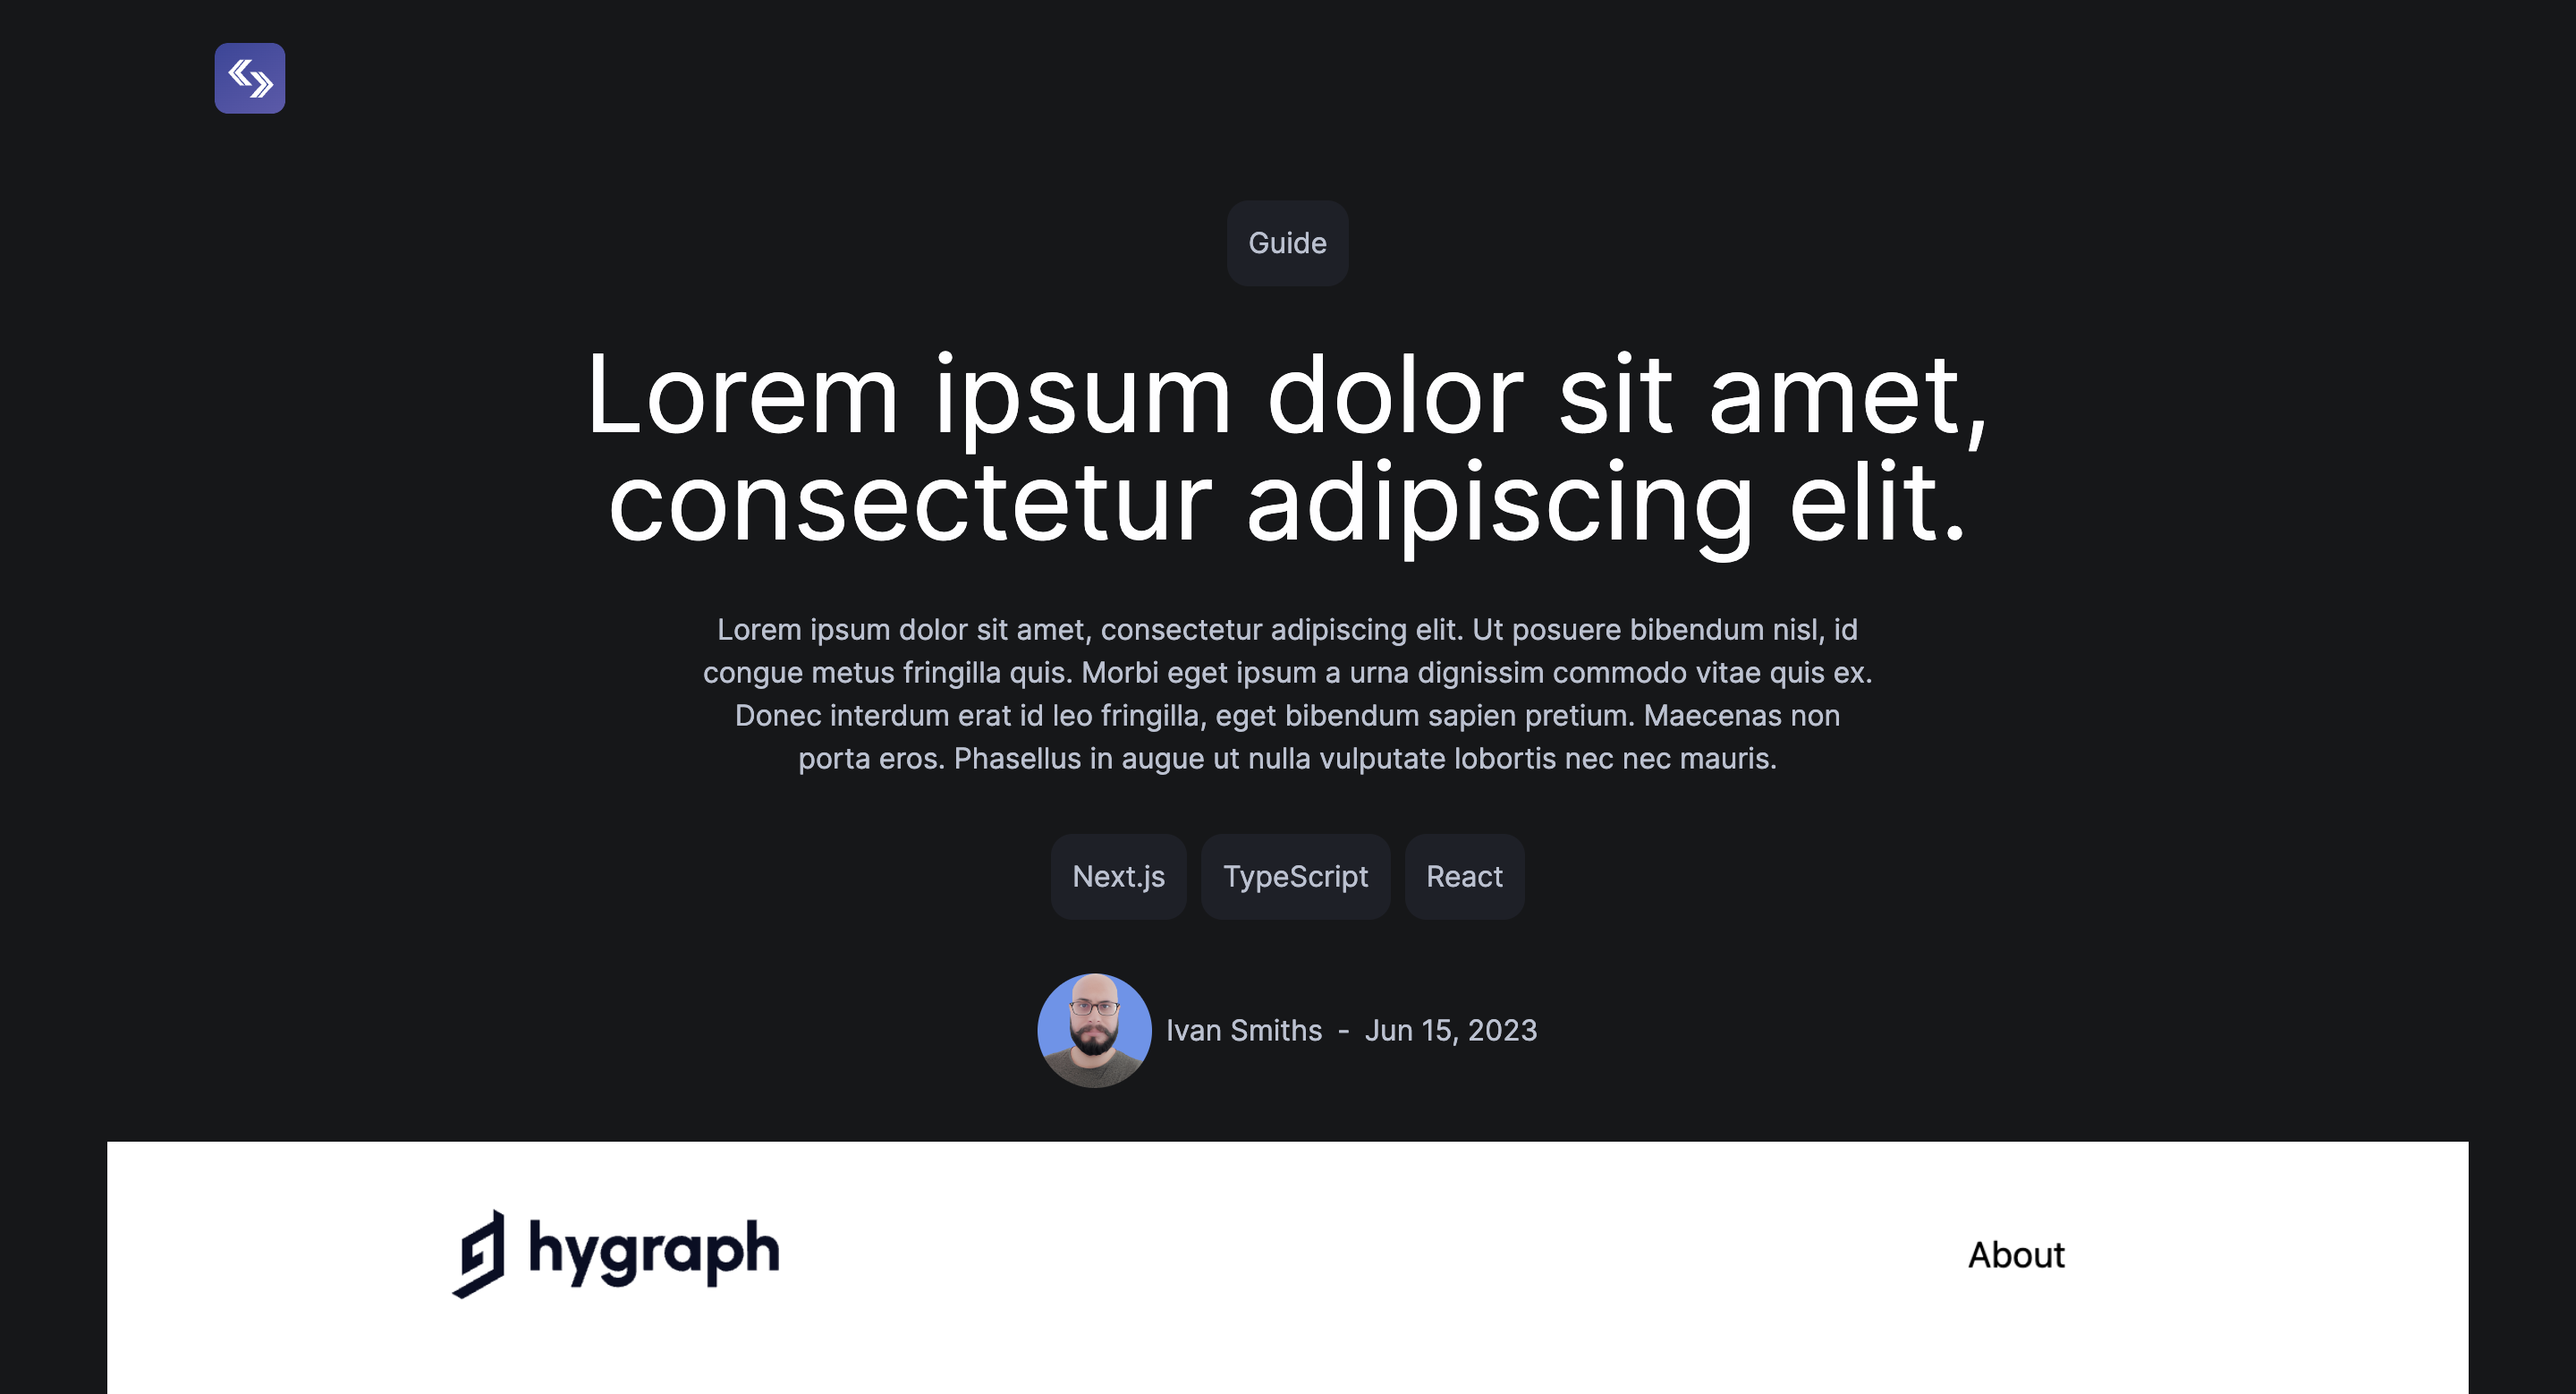 Guide
Lorem ipsum dolor sit amet,
consectetur adipiscing elit.
Lorem ipsum dolor sit amet, consectetur adipiscing elit. Ut posuere bibendum nisl, id
congue metus fringilla quis. Morbi eget ipsum a urna dignissim commodo vitae quis ex.
Donec interdum erat id leo fringilla, eget bibendum sapien pretium. Maecenas non
porta eros. Phasellus in augue ut nulla vulputate lobortis nec nec mauris.
Next.js TypeScript React
Ivan Smiths - Jun 15, 2023
hygraph About